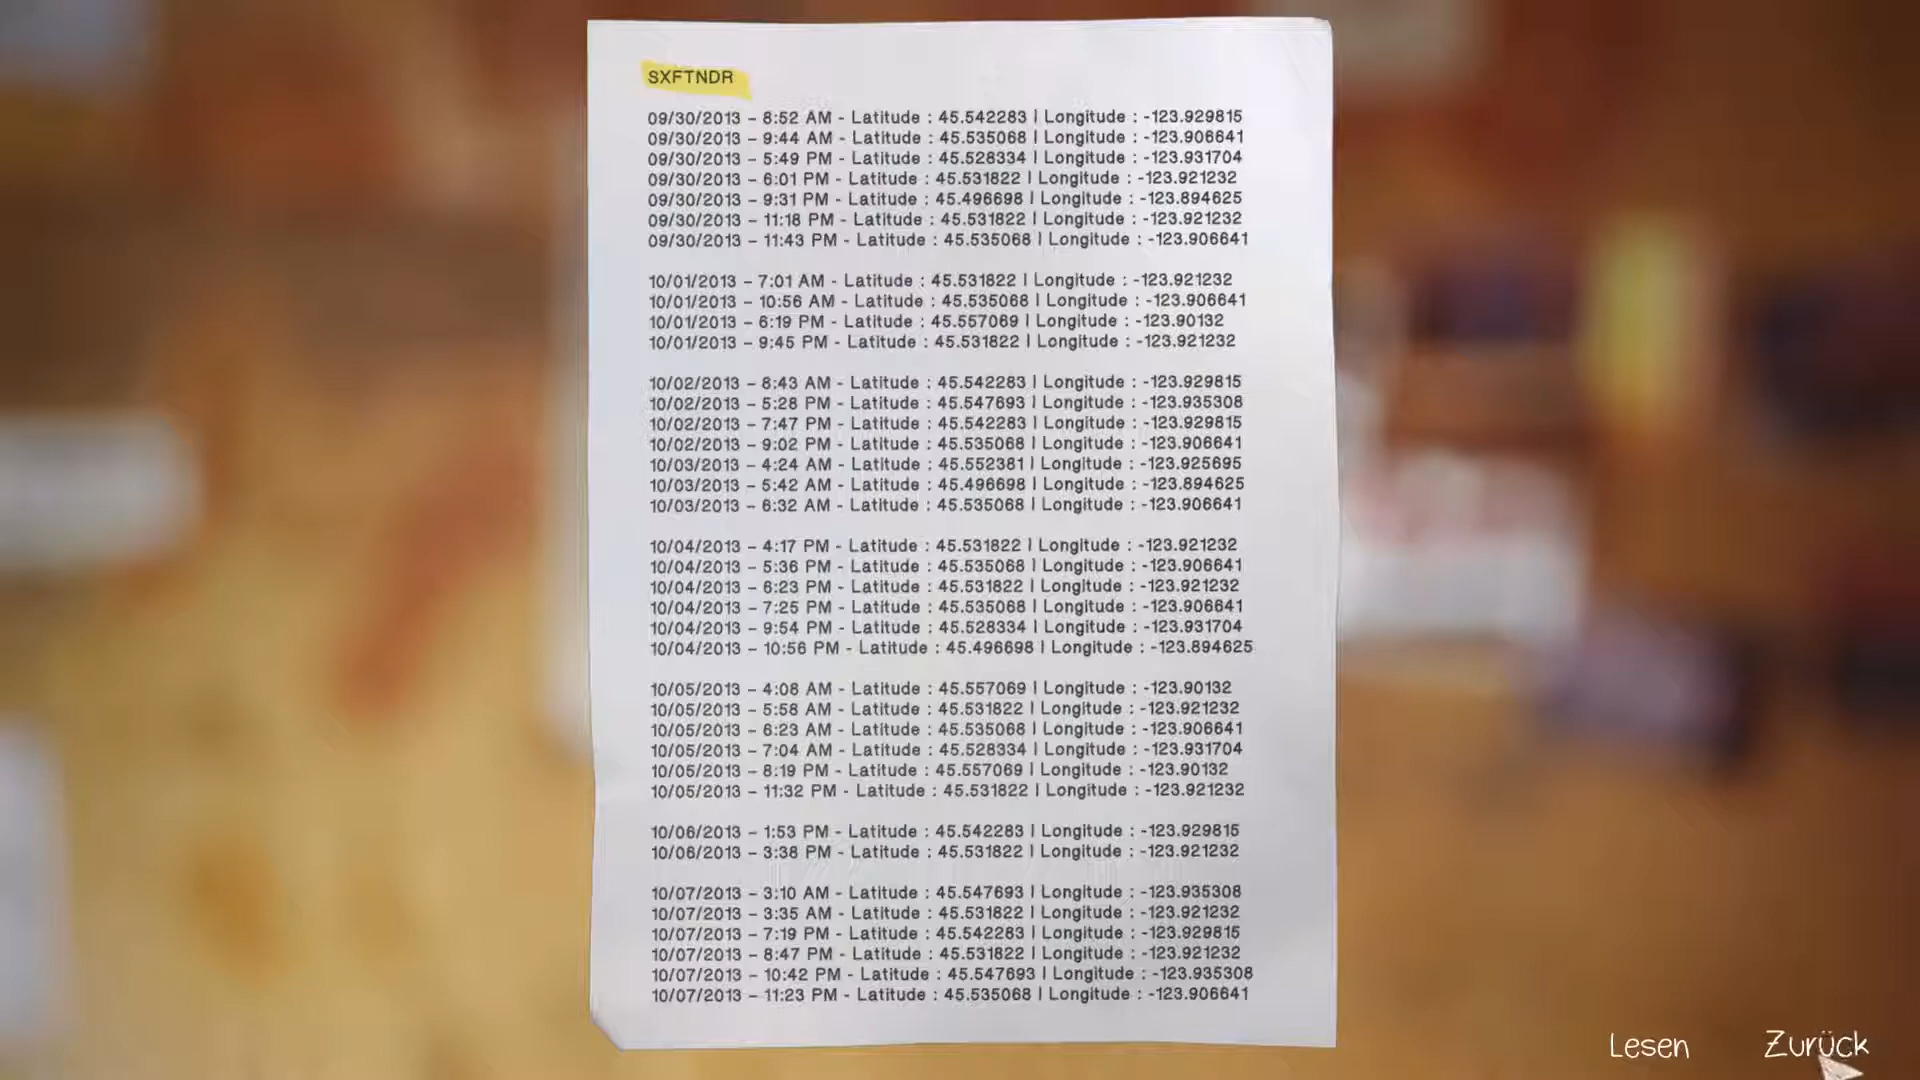 SXFTNDR
09/30/2013 – 8:52 AM - Latitude : 45.542283 | Longitude : -123.929815
09/30/2013 – 9:44 AM - Latitude : 45.535068 | Longitude : -123.906641
09/30/2013 – 5:49 PM - Latitude : 45.528334 | Longitude : -123.931704
09/30/2013 – 6:01 PM - Latitude : 45.531822 | Longitude : -123.921232
09/30/2013 – 9:31 PM - Latitude : 45.496698 | Longitude : -123.894625
09/30/2013 – 11:18 PM - Latitude : 45.531822 | Longitude : -123.921232
09/30/2013 – 11:43 PM - Latitude : 45.535068 | Longitude : -123.906641
10/01/2013 – 7:01 AM - Latitude : 45.531822 | Longitude : -123.921232
10/01/2013 – 10:56 AM - Latitude : 45.535068 | Longitude : -123.906641
10/01/2013 – 6:19 PM - Latitude : 45.557069 | Longitude : -123.90132
10/01/2013 – 9:45 PM - Latitude : 45.531822 | Longitude : -123.921232
10/02/2013 – 8:43 AM - Latitude : 45.542283 | Longitude : -123.929815
10/02/2013 – 5:28 PM - Latitude : 45.547693 | Longitude : -123.935308
10/02/2013 – 7:47 PM - Latitude : 45.542283 | Longitude : -123.929815
10/02/2013 – 9:02 PM - Latitude : 45.535068 | Longitude : -123.906641
10/03/2013 – 4:24 AM - Latitude : 45.552381 | Longitude : -123.925695
10/03/2013 – 5:42 AM - Latitude : 45.496698 | Longitude : -123.894625
10/03/2013 – 6:32 AM - Latitude : 45.535068 | Longitude : -123.906641
10/04/2013 – 4:17 PM - Latitude : 45.531822 | Longitude : -123.921232
10/04/2013 – 5:36 PM - Latitude : 45.535068 | Longitude : -123.906641
10/04/2013 – 6:23 PM - Latitude : 45.531822 | Longitude : -123.921232
10/04/2013 – 7:25 PM - Latitude : 45.535068 | Longitude : -123.906641
10/04/2013 – 9:54 PM - Latitude : 45.528334 | Longitude : -123.931704
10/04/2013 – 10:56 PM - Latitude : 45.496698 | Longitude : -123.894625
10/05/2013 – 4:08 AM - Latitude : 45.557069 | Longitude : -123.90132
10/05/2013 – 5:58 AM - Latitude : 45.531822 | Longitude : -123.921232
10/05/2013 – 6:23 AM - Latitude : 45.535068 | Longitude : -123.906641
10/05/2013 – 7:04 AM - Latitude : 45.528334 | Longitude : -123.931704
10/05/2013 – 8:19 PM - Latitude : 45.557069 | Longitude : -123.90132
10/05/2013 – 11:32 PM - Latitude : 45.531822 | Longitude : -123.921232
10/06/2013 – 1:53 PM - Latitude : 45.542283 | Longitude : -123.929815
10/06/2013 – 3:38 PM - Latitude : 45.531822 | Longitude : -123.921232
10/07/2013 – 3:10 AM - Latitude : 45.547693 | Longitude : -123.935308
10/07/2013 – 3:35 AM - Latitude : 45.531822 | Longitude : -123.921232
10/07/2013 – 7:19 PM - Latitude : 45.542283 | Longitude : -123.929815
10/07/2013 – 8:47 PM - Latitude : 45.531822 | Longitude : -123.921232
10/07/2013 – 10:42 PM - Latitude : 45.547693 | Longitude : -123.935308
10/07/2013 – 11:23 PM - Latitude : 45.535068 | Longitude : -123.906641
Lesen Zurück